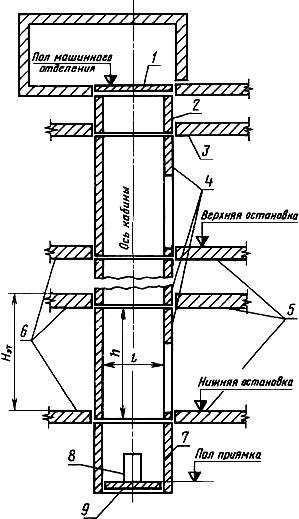 Пол машинного
отделения
1
2
3
4
Ось кабины
Верхняя остановка
5
6
Нэт
h
l
Нижняя остановка
7
8
Пол приямка
9